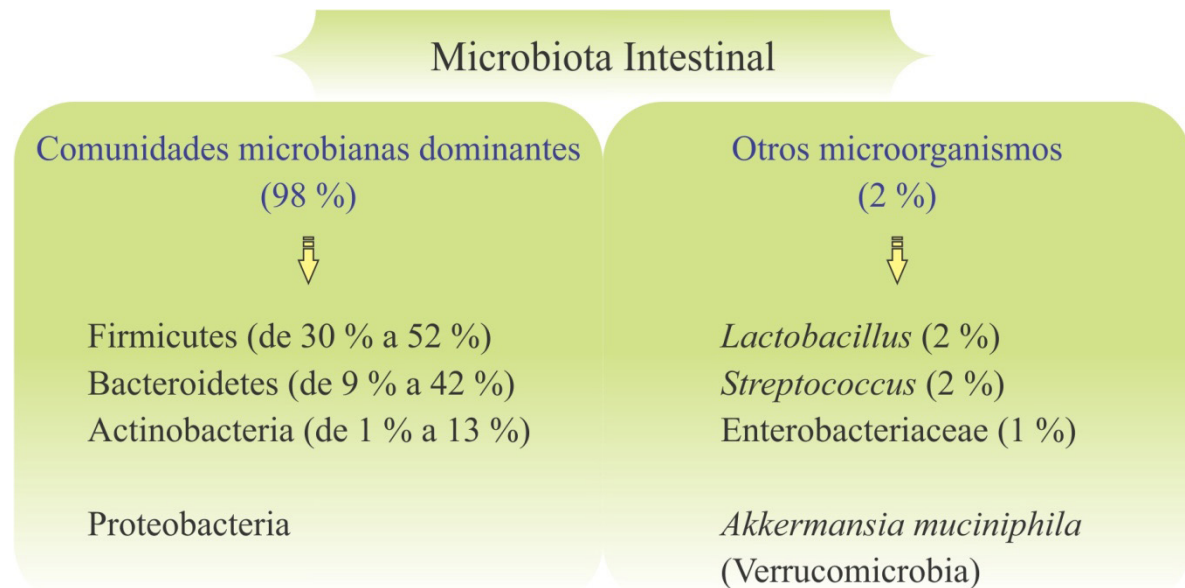 Microbiota Intestinal
Comunidades microbianas dominantes
(98 %)
Firmicutes (de 30 % a 52 %)
Bacteroidetes (de 9 % a 42 %)
Actinobacteria (de 1 % a 13 %)
Proteobacteria
Otros microorganismos
(2 %)
Lactobacillus (2 %)
Streptococcus (2 %)
Enterobacteriaceae (1 %)
Akkermansia muciniphila
(Verrucomicrobia)